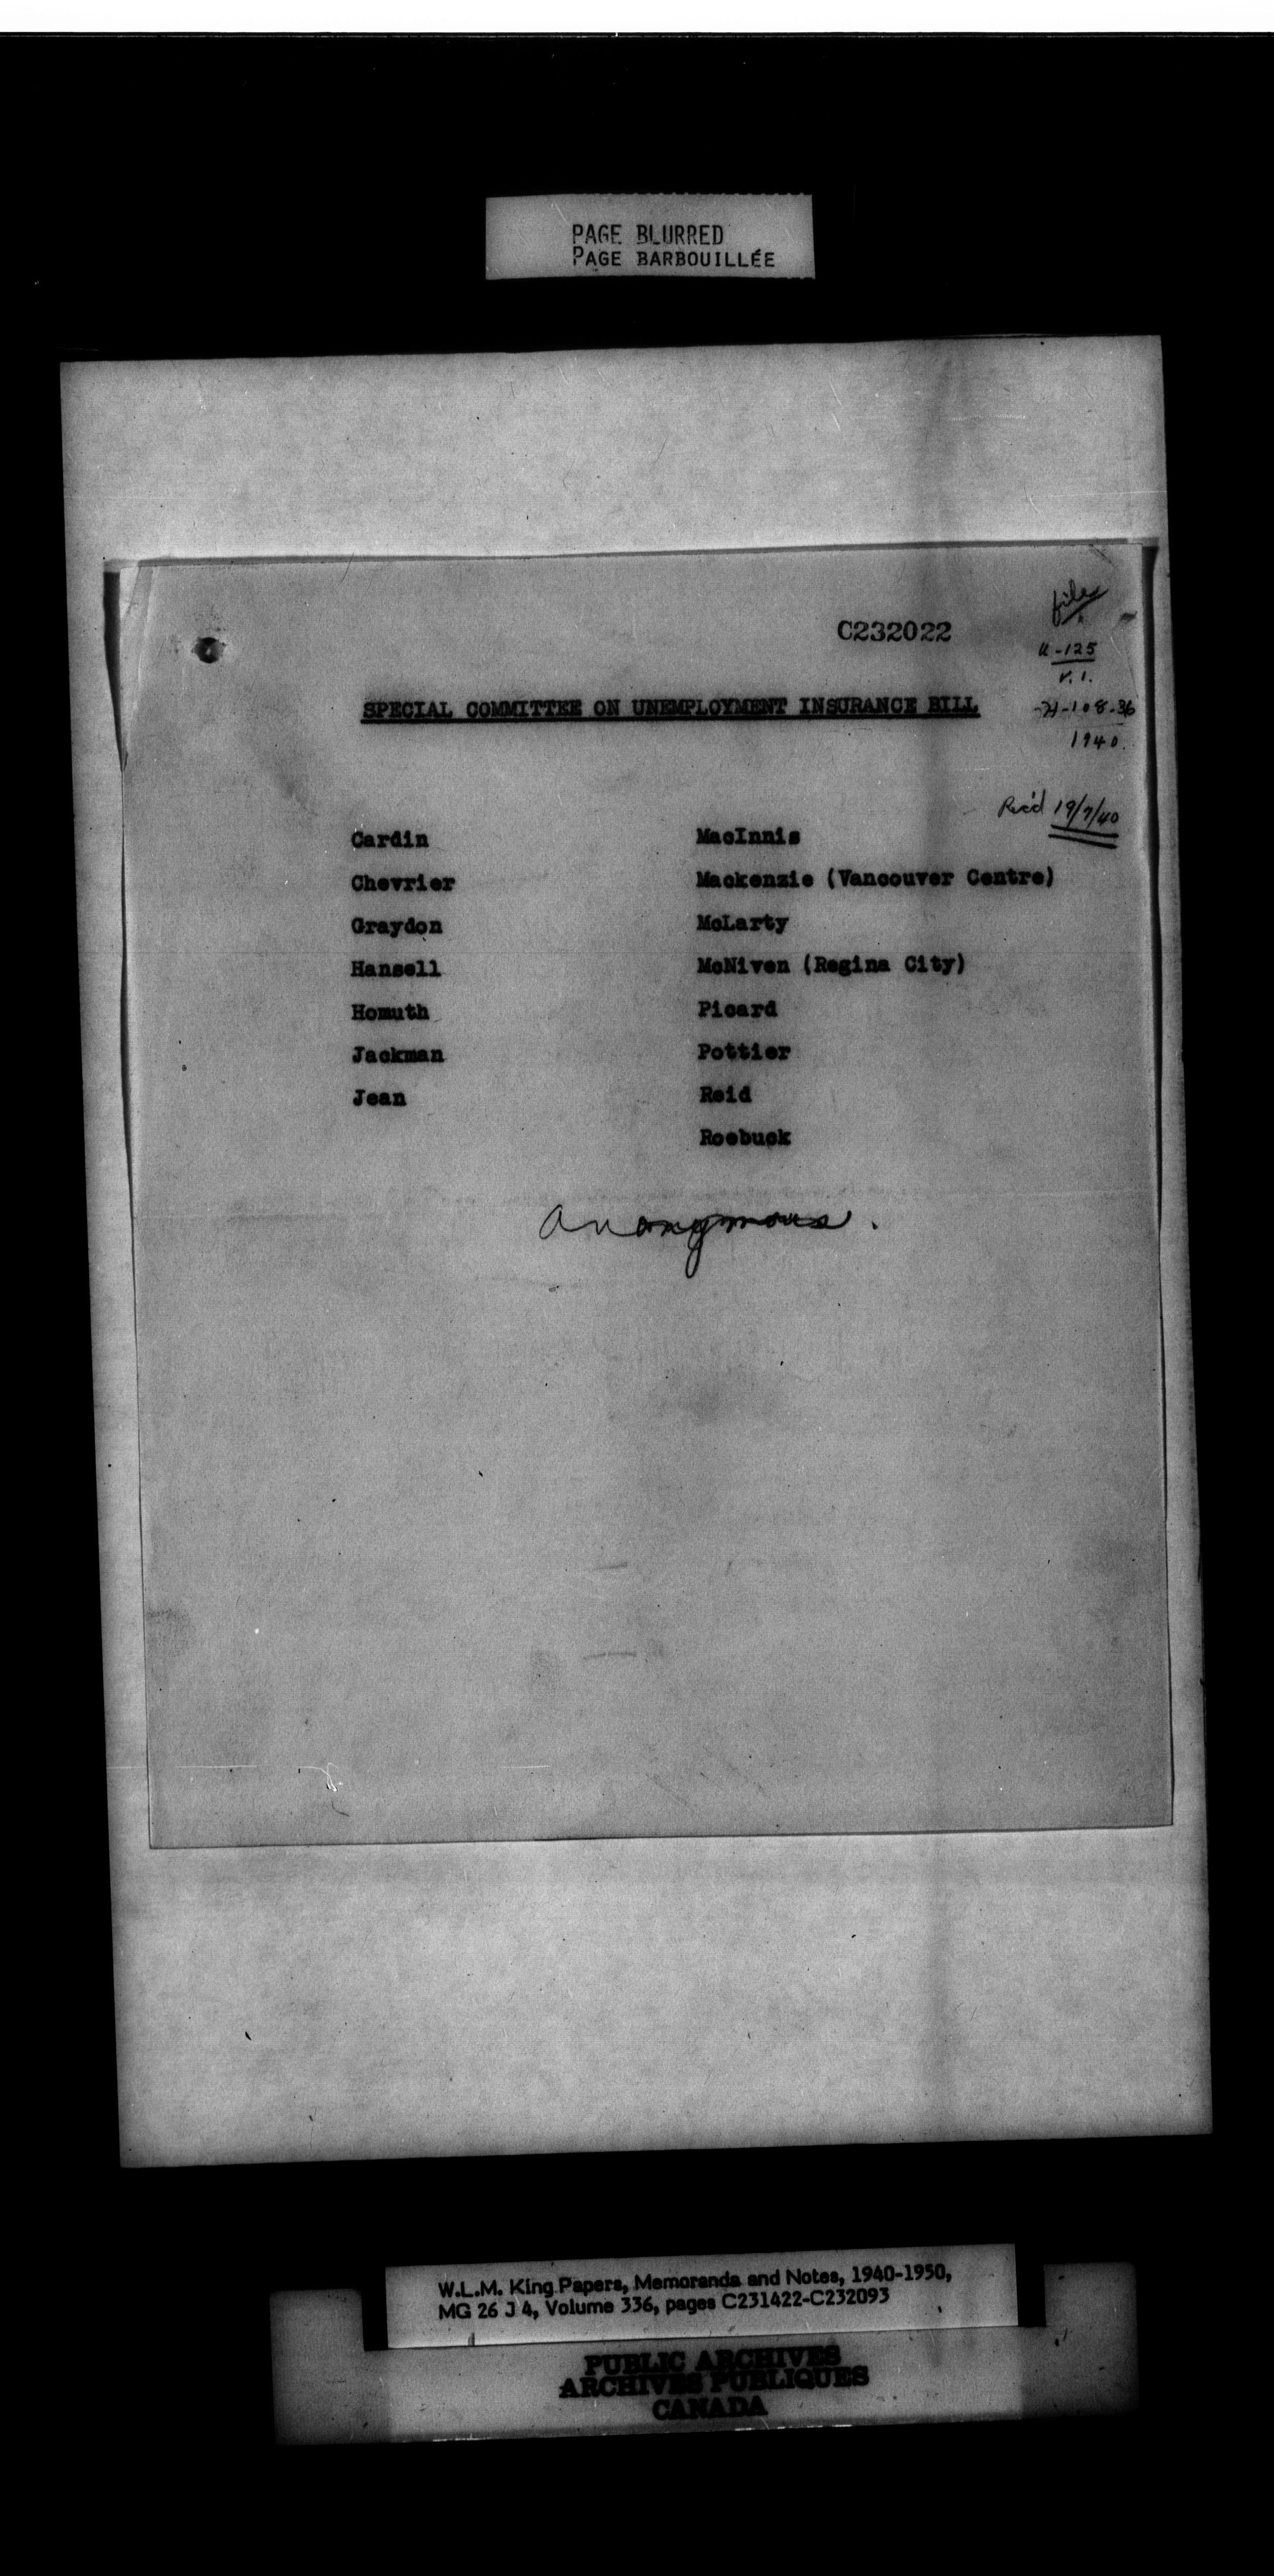 PAGE BLURRED
PAGE BARBOUILLÉE
C232022
file
U-125
V.1.
-108-36
1940.
SPECIAL COMMITTEE ON UNEMPLOYMENT INSURANCE BILL
Rec'd 19/7/40
Cardin
Chevrier
Graydon
Hansell
Homuth
Jackman
Jean
MacInnis
Mackenzie (Vancouver Centre)
McLarty
McNiven (Regina City)
Picard
Pottier
Reid
Roebuck
Anonymous.
W.L.M. King Papers, Memoranda and Notes, 1940-1950,
MG 26 J 4, Volume 336, pages C231422-C232093
PUBLIC ARCHIVES
ARCHIVES PUBLIQUES
CANADA